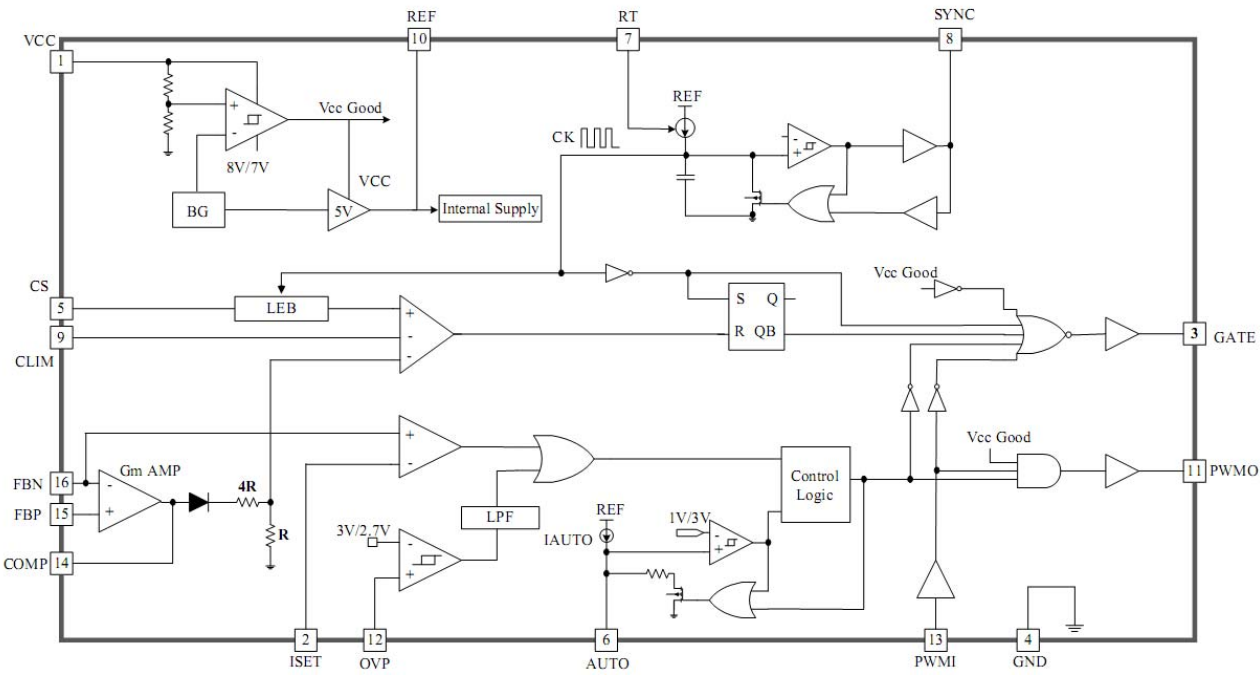 REF
RT
SYNC
VCC
10
7
8
1
REF
+
-
Vcc Good
CK
-
+
8V/7V
VCC
BG
5V
Internal Supply
CS
Vcc Good
5
LEB
+
S Q
9
-
R QB
3
GATE
CLIM
-
Vcc Good
Gm AMP
+
FBN
16
-
4R
-
Control
Logic
11
PWMO
FBP
15
+
LPF
REF
1V/3V
R
3V/2.7V
-
IAUTO
-
+
COMP
14
+
2
12
6
13
4
ISET
OVP
AUTO
PWMI
GND